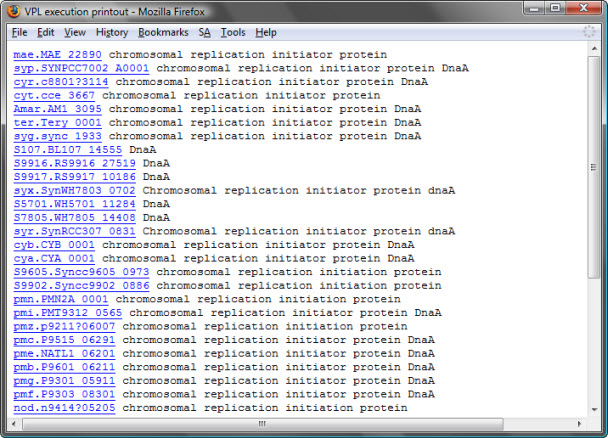 VPL execution printout - Mozilla Firefox
File Edit View History Bookmarks SA Tools Help
mae.MAE 22890 chromosomal replication initiator protein
syp.SYNPCC7002 A0001 chromosomal replication initiator protein DnaA
cyr.c8801?3114 chromosomal replication initiator protein DnaA
cyt.cce 3667 chromosomal replication initiator protein
Amar.AM1 3095 chromosomal replication initiator protein DnaA
ter.Tery 0001 chromosomal replication initiator protein DnaA
syg.sync 1933 chromosomal replication initiator protein DnaA
S107.BL107 14555 DnaA
S9916.RS9916 27519 DnaA
S9917.RS9917 10186 DnaA
syx.SynWH7803 0702 Chromosomal replication initiator protein dnaA
S5701.WH5701 11284 DnaA
S7805.WH7805 14408 DnaA
syr.SynRCC307 0831 Chromosomal replication initiator protein dnaA
cyb.CYB 0001 chromosomal replication initiator protein DnaA
cya.CYA 0001 chromosomal replication initiator protein DnaA
S9605.Syncc9605 0973 chromosomal replication initiation protein
S9902.Syncc9902 0886 chromosomal replication initiation protein
pmn.PMN2A 0001 chromosomal replication initiation protein
pmi.PMT9312 0565 chromosomal replication initiator protein DnaA
pmz.p9211?06007 chromosomal replication initiation protein
pmc.P9515 06291 chromosomal replication initiator protein DnaA
pme.NATL1 06201 chromosomal replication initiator protein DnaA
pmb.P9601 06211 chromosomal replication initiator protein DnaA
pmg.P9301 05911 chromosomal replication initiator protein DnaA
pmf.P9303 08301 chromosomal replication initiator protein DnaA
nod.n9414?05205 chromosomal replication initiation protein